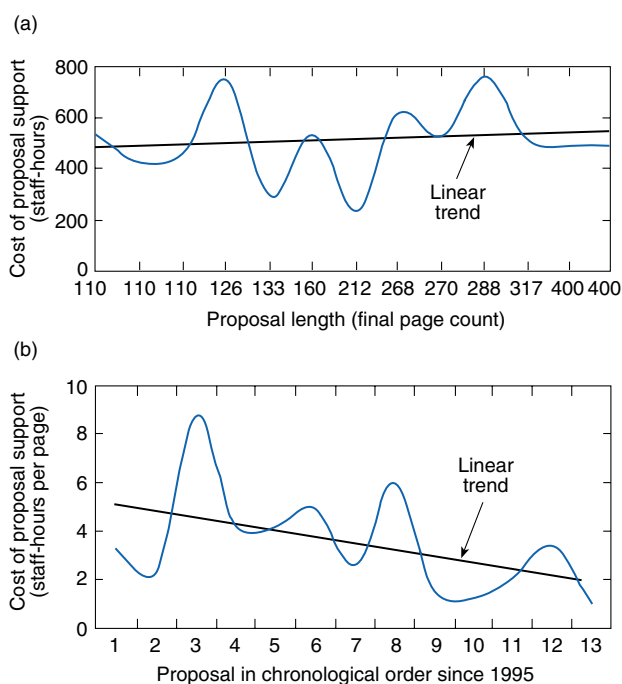 (a)
Cost of proposal support
(staff-hours)
800
600
400
200
0
Linear
trend
110 110 110 126 133 160 212 268 270 288 317 400 400
Proposal length (final page count)
(b)
Cost of proposal support
(staff-hours per page)
10
8
6
4
2
0
Linear
trend
1 2 3 4 5 6 7 8 9 10 11 12 13
Proposal in chronological order since 1995